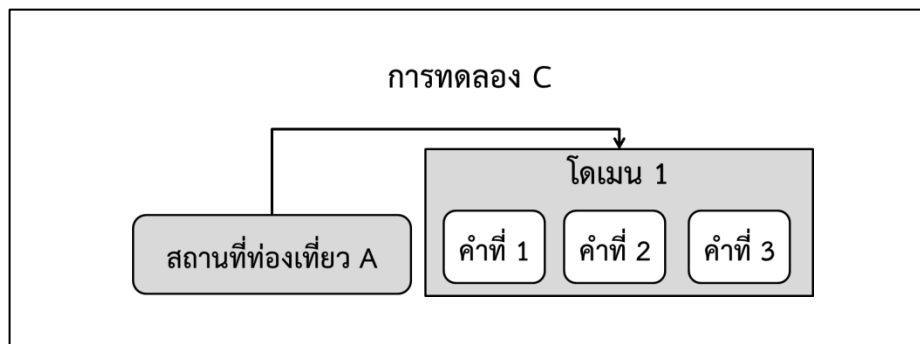 การทดลอง C
โดเมน 1
สถานที่ท่องเที่ยว A
คำที่ 1
คำที่ 2
คำที่ 3